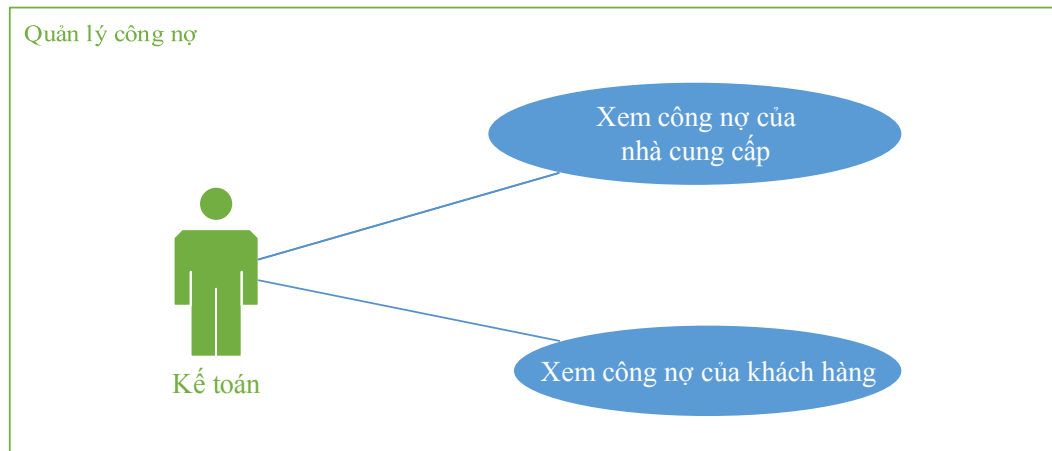 Quản lý công nợ
Xem công nợ của
nhà cung cấp
Kế toán
Xem công nợ của khách hàng